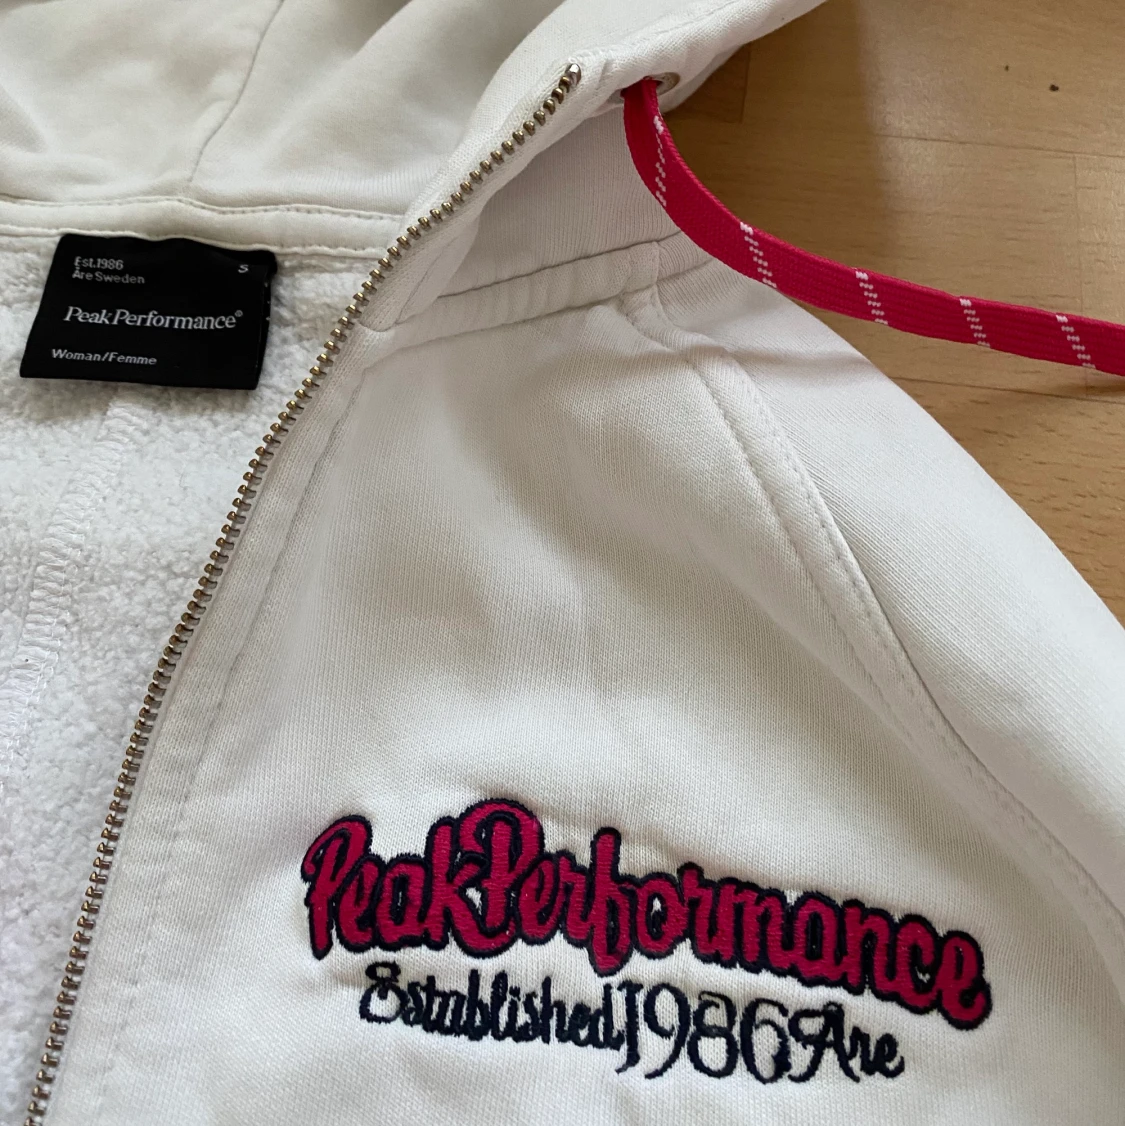 Est.1986
Åre Sweden
S
PeakPerformance®
Woman/Femme
PeakPerformance
Established1986Are